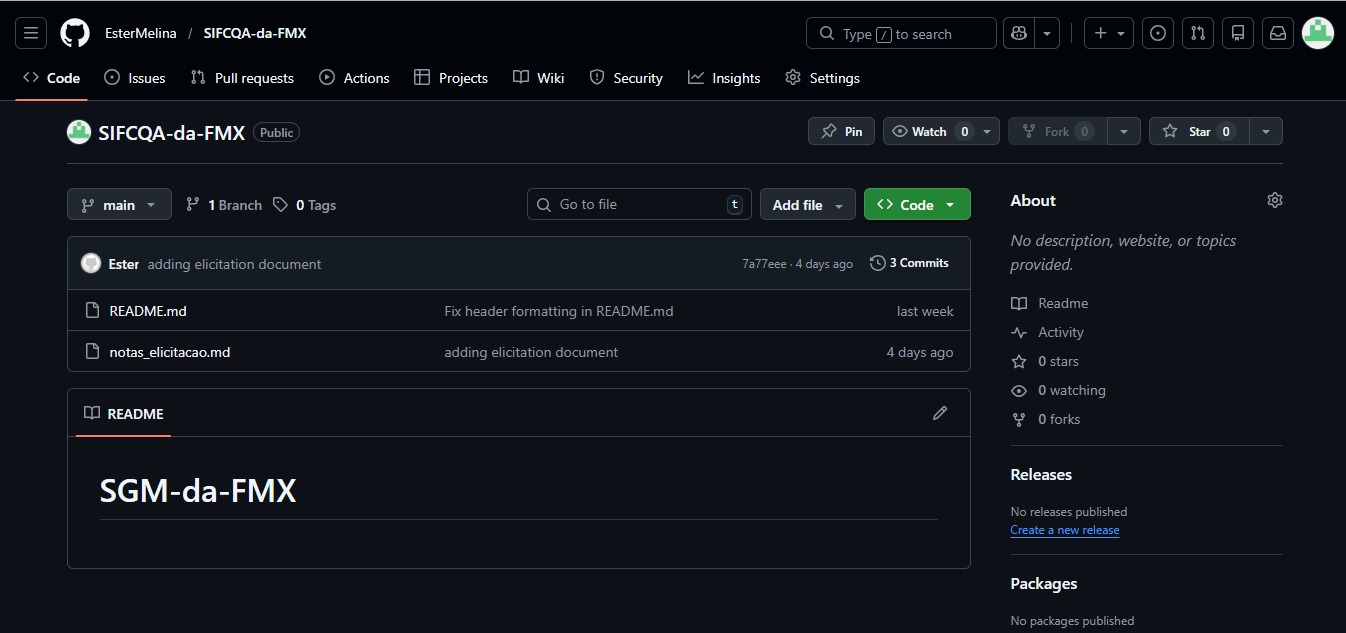 EsterMelina / SIFCQA-da-FMX
Type / to search
Code Issues Pull requests Actions Projects Wiki Security Insights Settings
SIFCQA-da-FMX Public
Pin Watch 0 Fork 0 Star 0
main 1 Branch 0 Tags
Go to file t Add file Code
Ester adding elicitation document 7a77eee · 4 days ago 3 Commits
README.md Fix header formatting in README.md last week
notas_elicitacao.md adding elicitation document 4 days ago
README
SGM-da-FMX
About
No description, website, or topics
provided.
Readme
Activity
0 stars
0 watching
0 forks
Releases
No releases published
Create a new release
Packages
No packages published